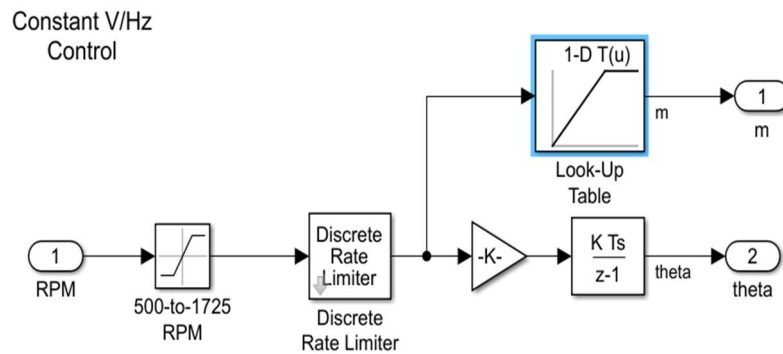 Constant V/Hz
Control
1-D T(u)
m
1
m
Look-Up
Table
1
RPM
500-to-1725
RPM
Discrete
Rate
Limiter
Discrete
Rate Limiter
-K-
K Ts
z-1
theta
2
theta